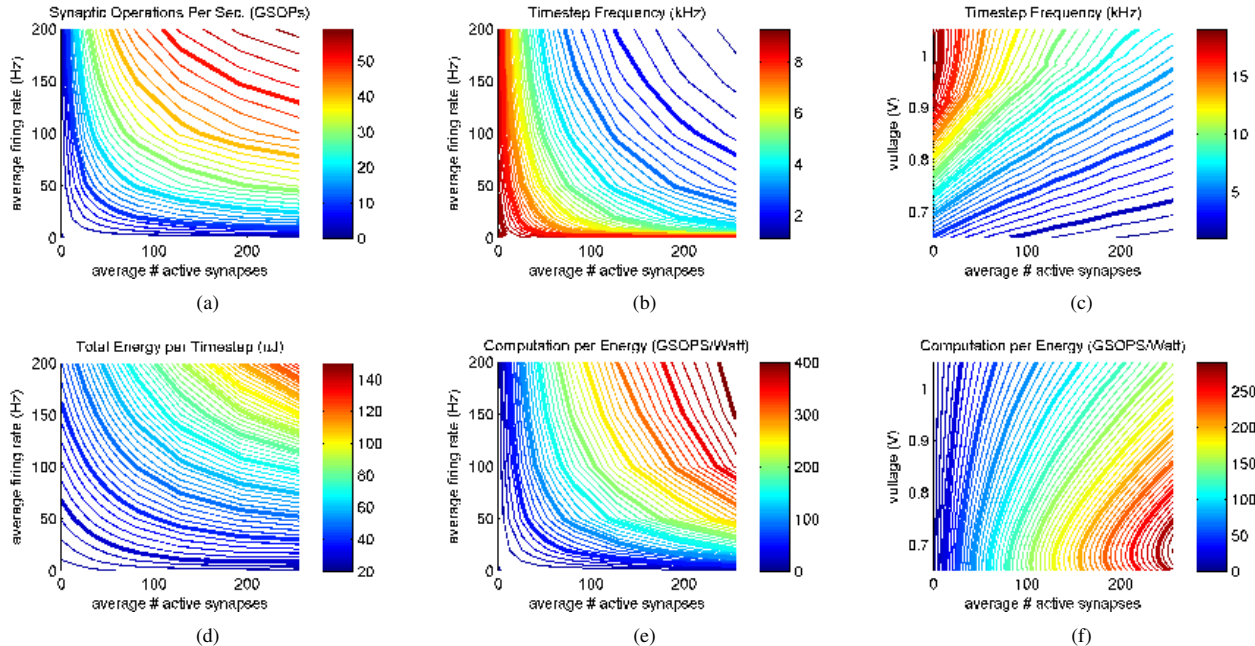 Synaptic Operations Per Sec. (GSOPs)
average firing rate (Hz)
200
150
100
50
0
0 100 200
average # active synapses
50
40
30
20
10
0
(a)
Timestep Frequency (kHz)
average firing rate (Hz)
200
150
100
50
0
0 100 200
average # active synapses
8
6
4
2
(b)
Timestep Frequency (kHz)
voltage (V)
1
0.9
0.8
0.7
0 100 200
average # active synapses
15
10
5
(c)
Total Energy per Timestep (uJ)
average firing rate (Hz)
200
150
100
50
0
0 100 200
average # active synapses
140
120
100
80
60
40
20
(d)
Computation per Energy (GSOPS/Watt)
average firing rate (Hz)
200
150
100
50
0
0 100 200
average # active synapses
400
300
200
100
0
(e)
Computation per Energy (GSOPS/Watt)
voltage (V)
1
0.9
0.8
0.7
0 100 200
average # active synapses
250
200
150
100
50
0
(f)